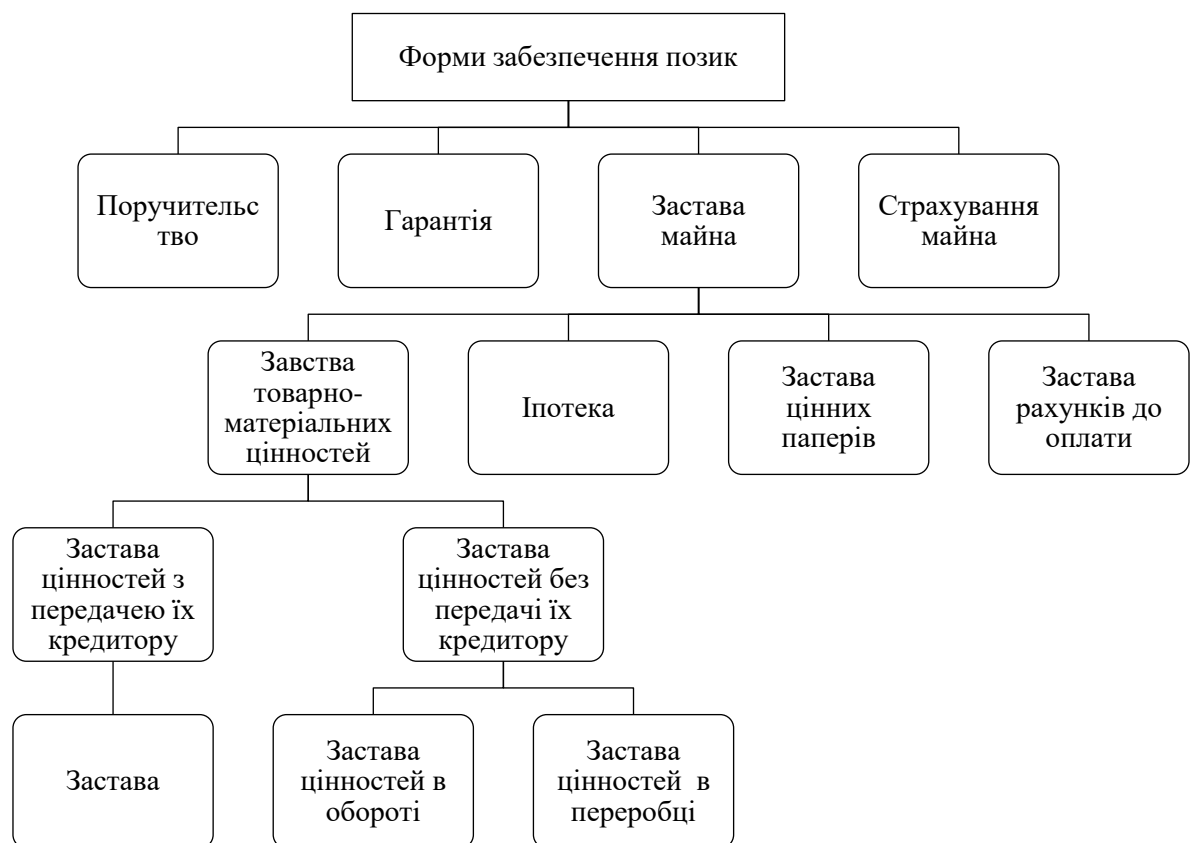 Форми забезпечення позик
Поручительс
тво
Гарантія
Застава
майна
Страхування
майна
Завства
товарно-
матеріальних
цінностей
Іпотека
Застава
цінних
паперів
Застава
рахунків до
оплати
Застава
цінностей з
передачею їх
кредитору
Застава
цінностей без
передачі їх
кредитору
Застава
Застава
цінностей в
обороті
Застава
цінностей в
переробці